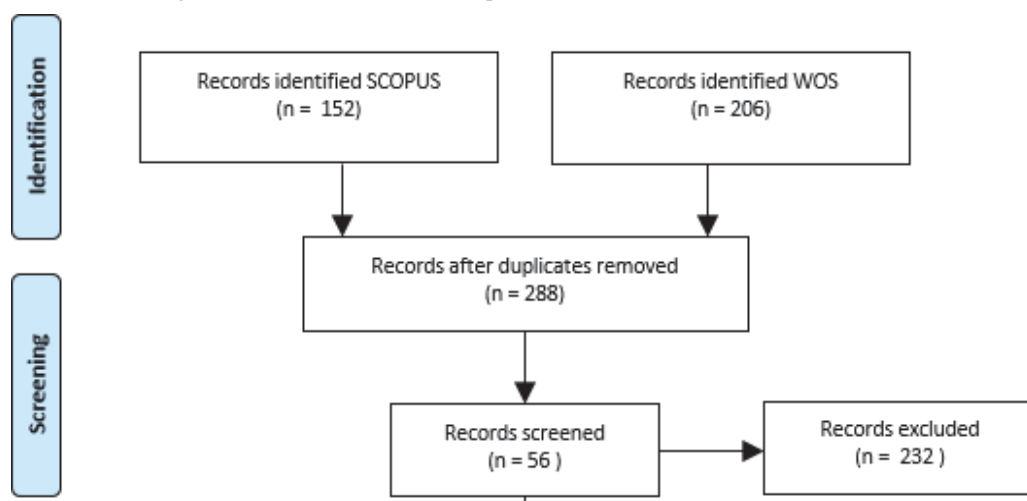 Identification
Records identified SCOPUS
(n = 152)
Records identified WOS
(n = 206)
Records after duplicates removed
(n = 288)
Screening
Records screened
(n = 56 )
Records excluded
(n = 232 )